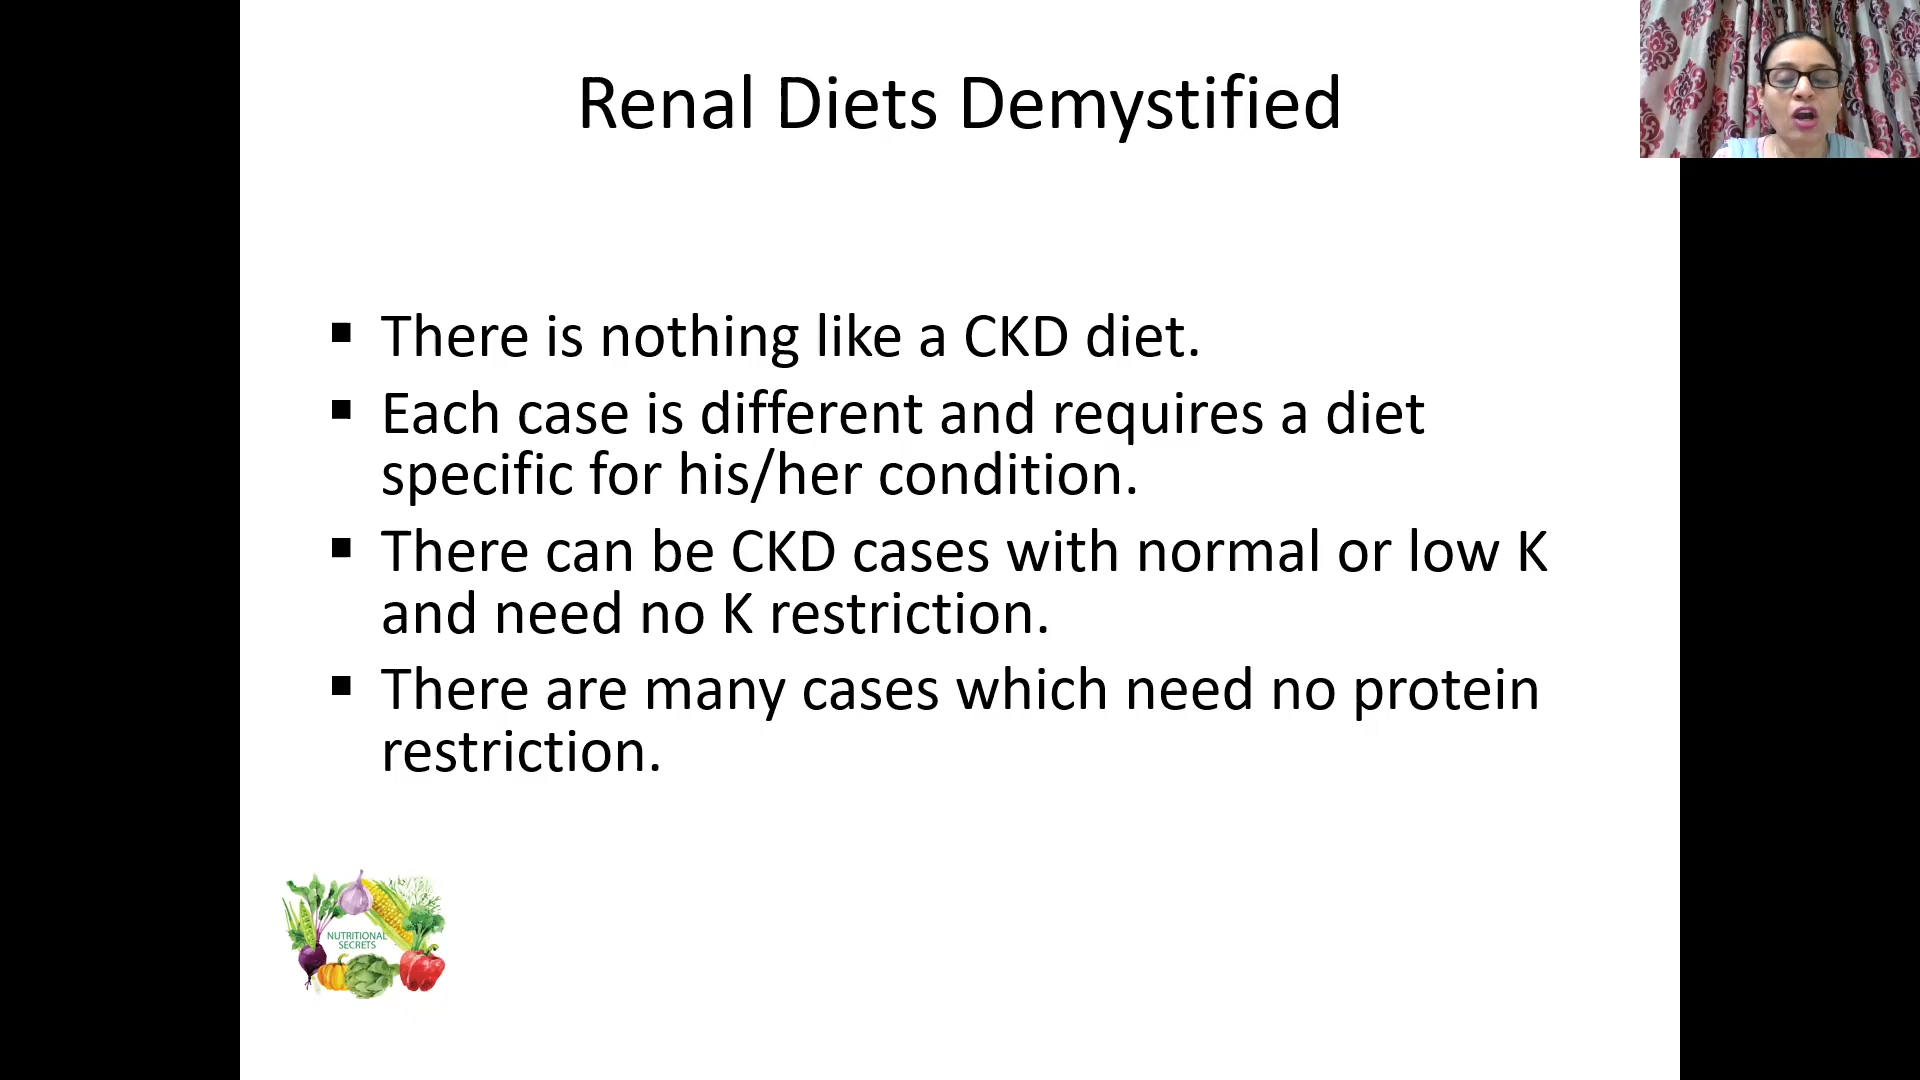 Renal Diets Demystified
▪ There is nothing like a CKD diet.
▪ Each case is different and requires a diet
specific for his/her condition.
▪ There can be CKD cases with normal or low K
and need no K restriction.
▪ There are many cases which need no protein
restriction.
NUTRITIONAL
SECRETS